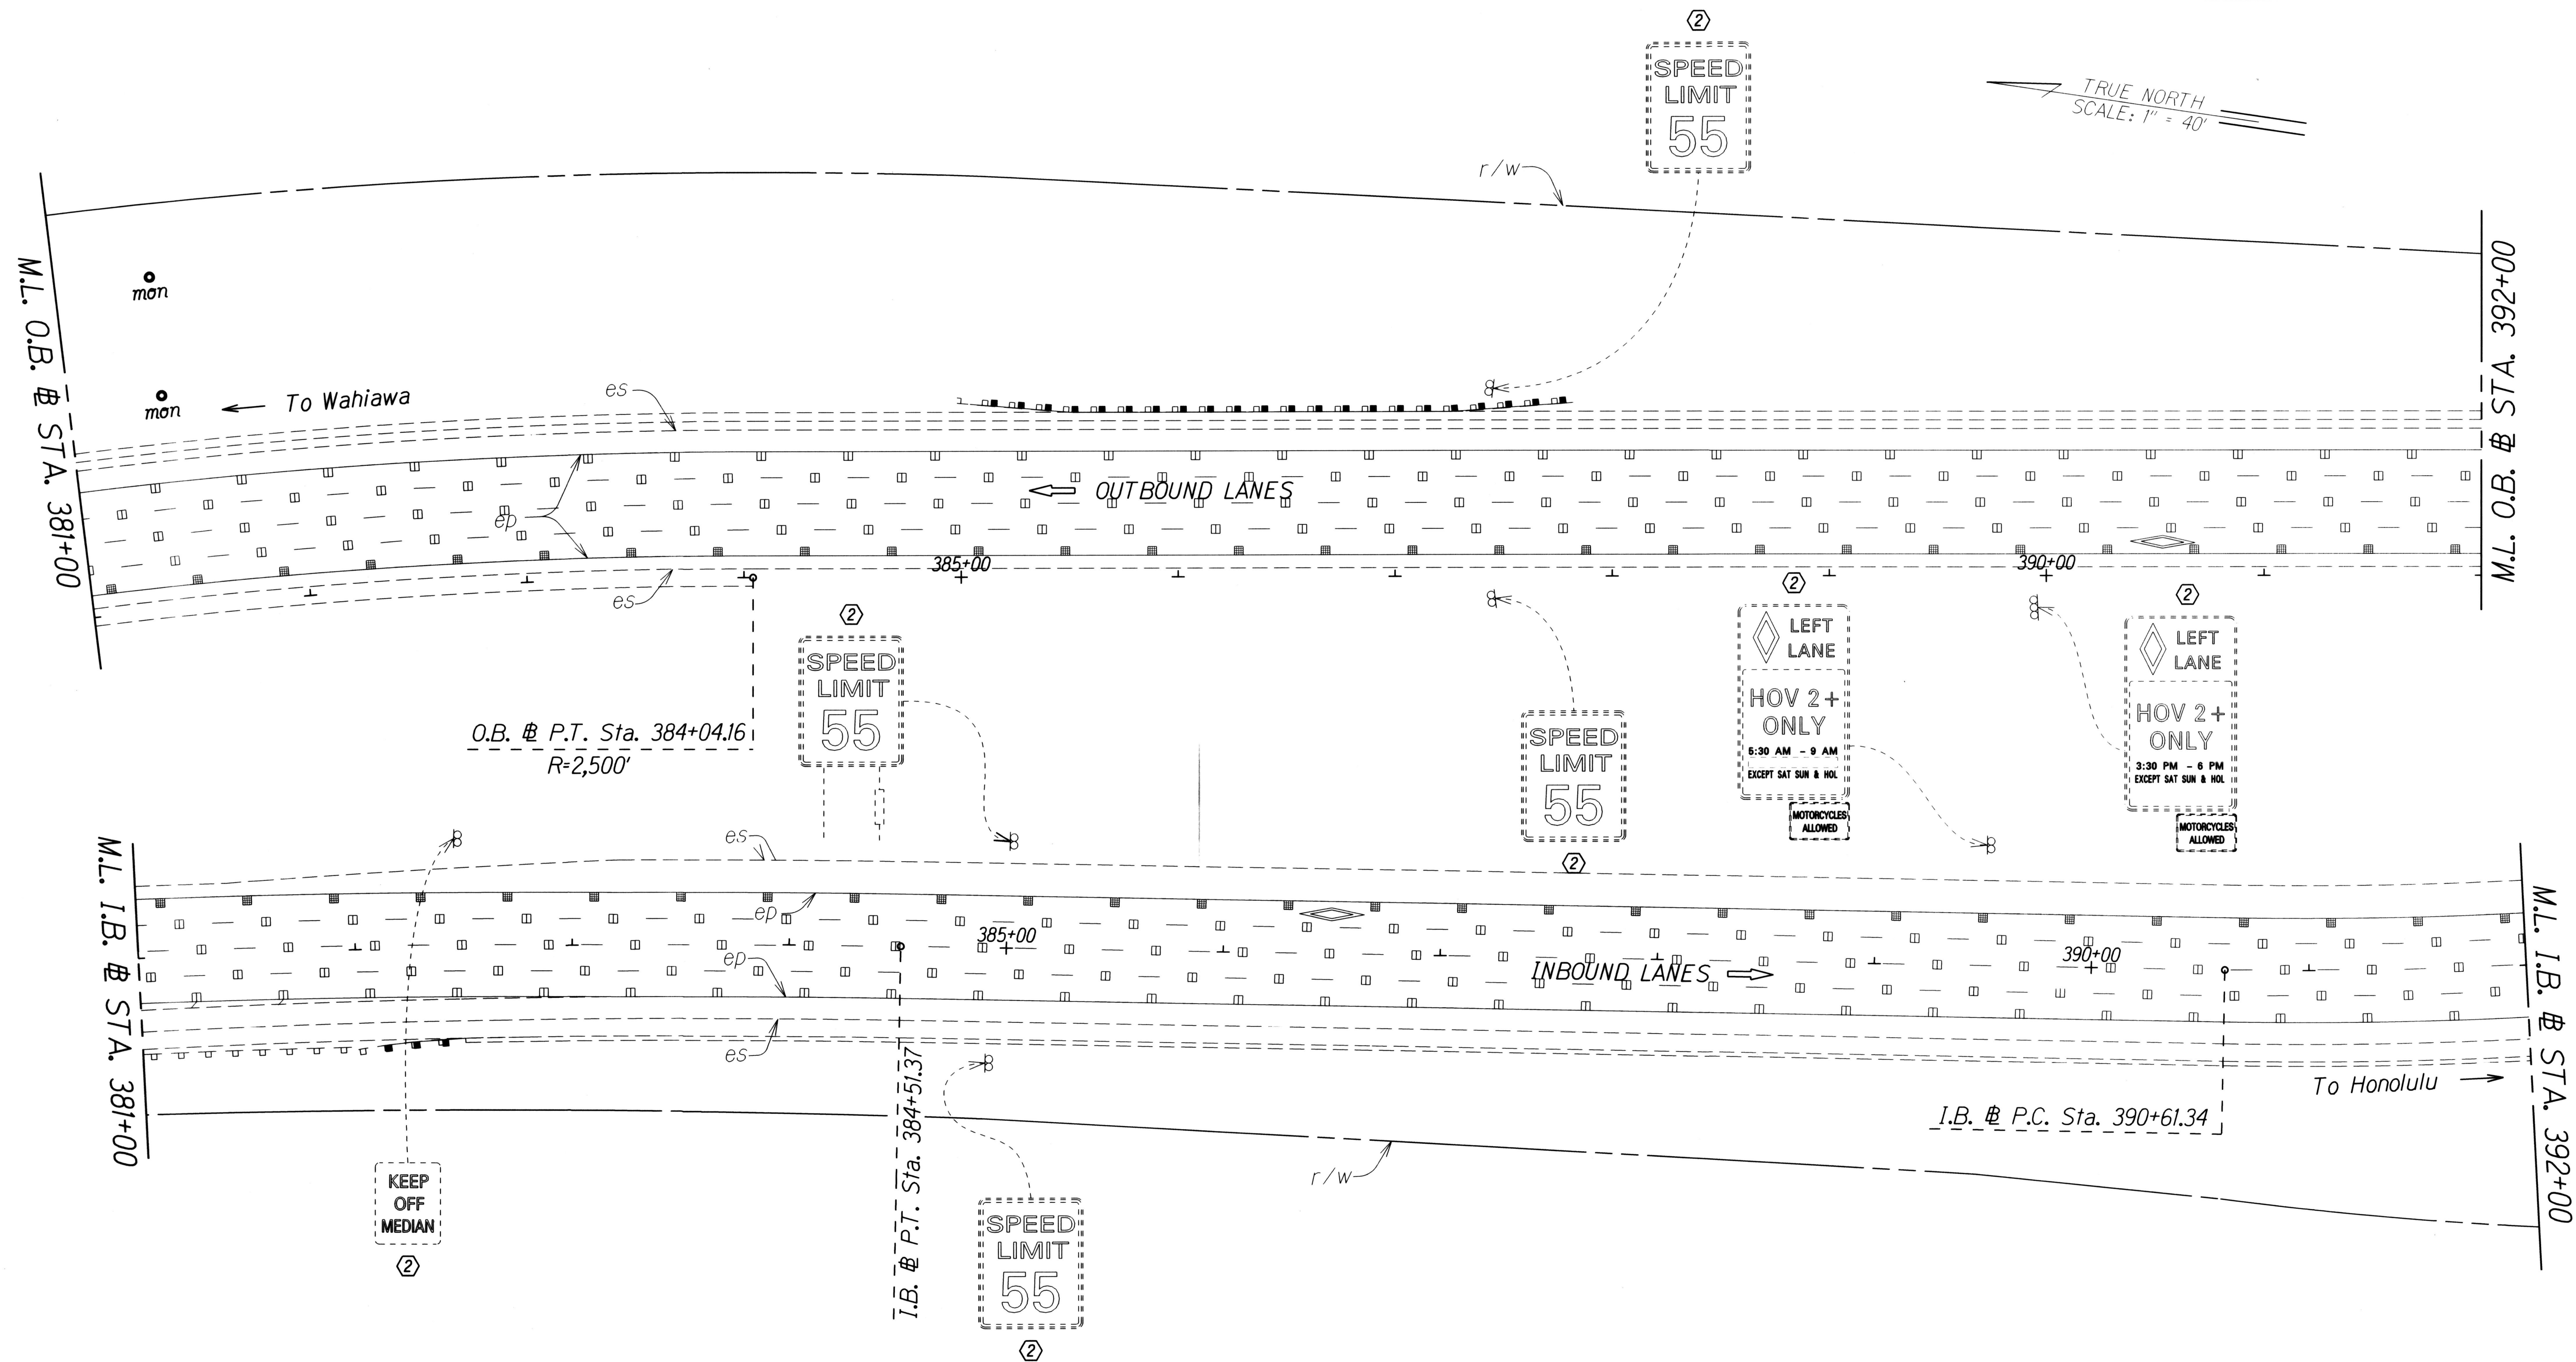 2
SPEED
LIMIT
55
TRUE NORTH
SCALE: 1" = 40'
r/w
M.L. O.B. ⅊ STA. 381+00
mon
mon
To Wahiawa
es
OUTBOUND LANES
ep
es
385+00
390+00
M.L. O.B. ⅊ STA. 392+00
O.B. ⅊ P.T. Sta. 384+04.16
R=2,500'
2
SPEED
LIMIT
55
SPEED
LIMIT
55
2
2
LEFT
LANE
HOV 2+
ONLY
5:30 AM - 9 AM
EXCEPT SAT SUN & HOL
MOTORCYCLES
ALLOWED
2
LEFT
LANE
HOV 2+
ONLY
3:30 PM - 6 PM
EXCEPT SAT SUN & HOL
MOTORCYCLES
ALLOWED
M.L. I.B. ⅊ STA. 381+00
es
ep
ep
es
385+00
INBOUND LANES
390+00
To Honolulu
M.L. I.B. ⅊ STA. 392+00
I.B. ⅊ P.T. Sta. 384+51.37
I.B. ⅊ P.C. Sta. 390+61.34
r/w
KEEP
OFF
MEDIAN
2
SPEED
LIMIT
55
2